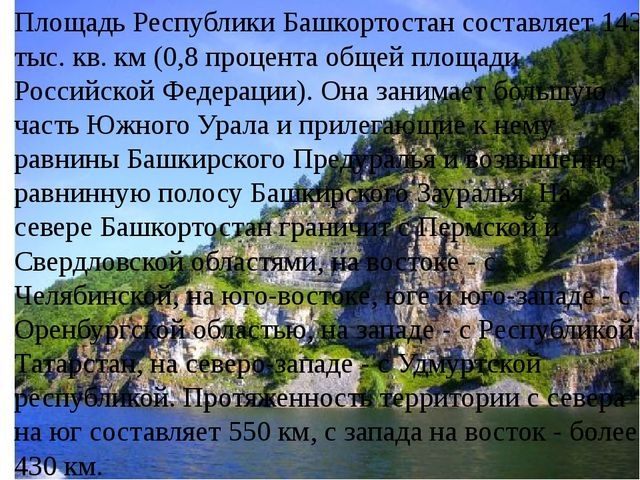 Площадь Республики Башкортостан составляет 143
тыс. кв. км (0,8 процента общей площади
Российской Федерации). Она занимает большую
часть Южного Урала и прилегающие к нему
равнины Башкирского Предуралья и возвышенно-
равнинную полосу Башкирского Зауралья. На
севере Башкортостан граничит с Пермской и
Свердловской областями, на востоке - с
Челябинской, на юго-востоке, юге и юго-западе - с
Оренбургской областью, на западе - с Республикой
Татарстан, на северо-западе - с Удмуртской
республикой. Протяженность территории с севера
на юг составляет 550 км, с запада на восток - более
430 км.